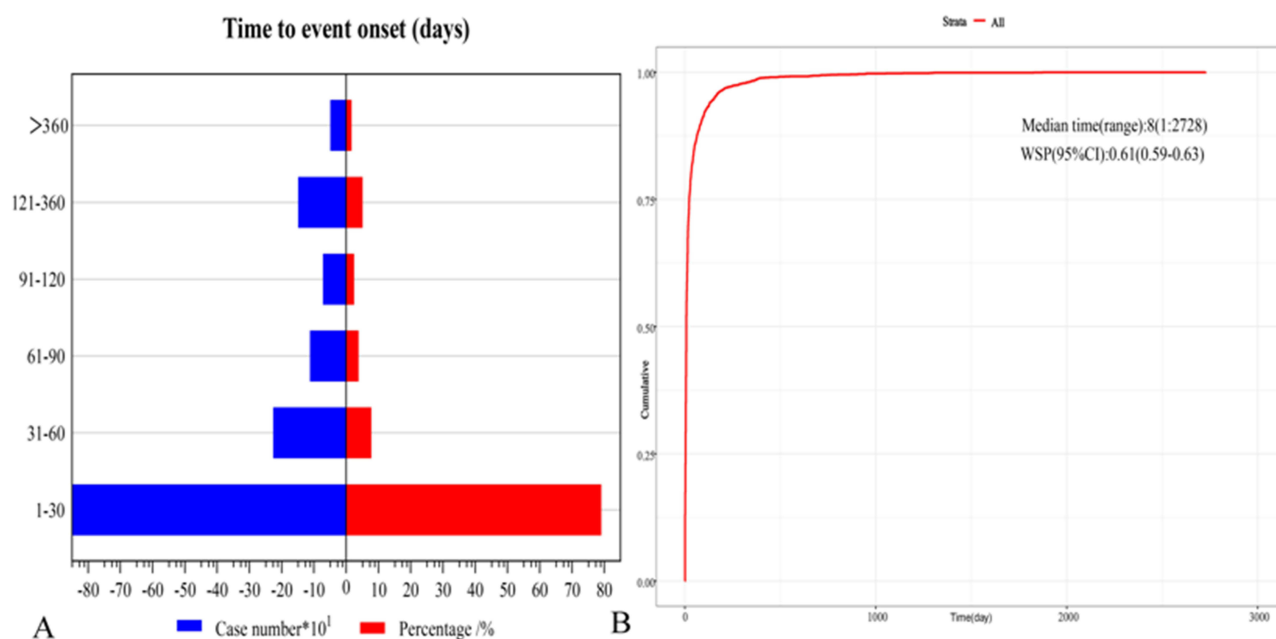 Time to event onset (days)
>360
121-360
91-120
61-90
31-60
1-30
-80 -70 -60 -50 -40 -30 -20 -10 0 10 20 30 40 50 60 70 80
A
Case number*10¹ Percentage /%
Strata All
1.00
0.75
0.50
0.25
0.00
Cumulative
Median time(range):8(1:2728)
WSP(95%CI):0.61(0.59-0.63)
0 1000 2000 3000
Time(day)
B